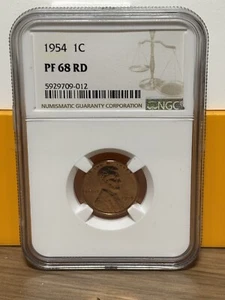 1954 1C
PF 68 RD
5929709-012
NUMISMATIC GUARANTY CORPORATION
NGC